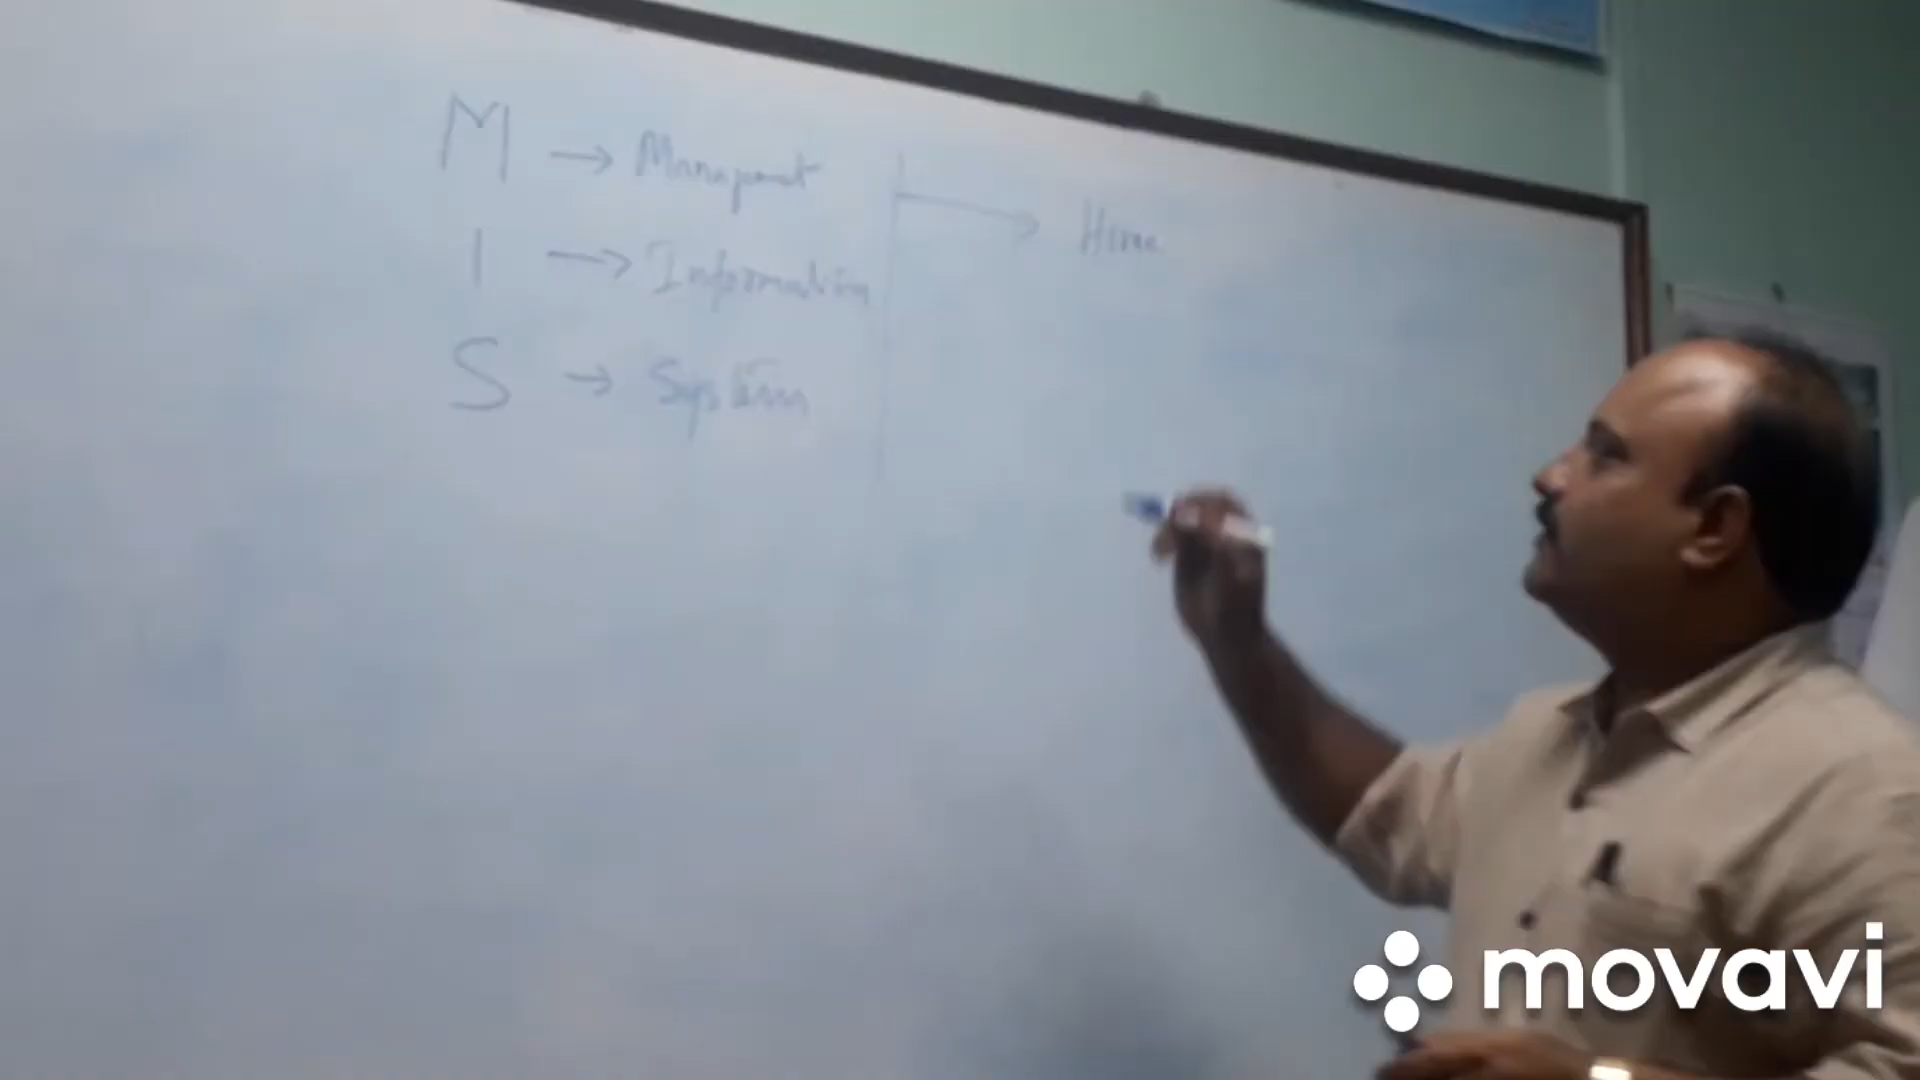 M → Management
I → Information
S → System
→ Home
movavi